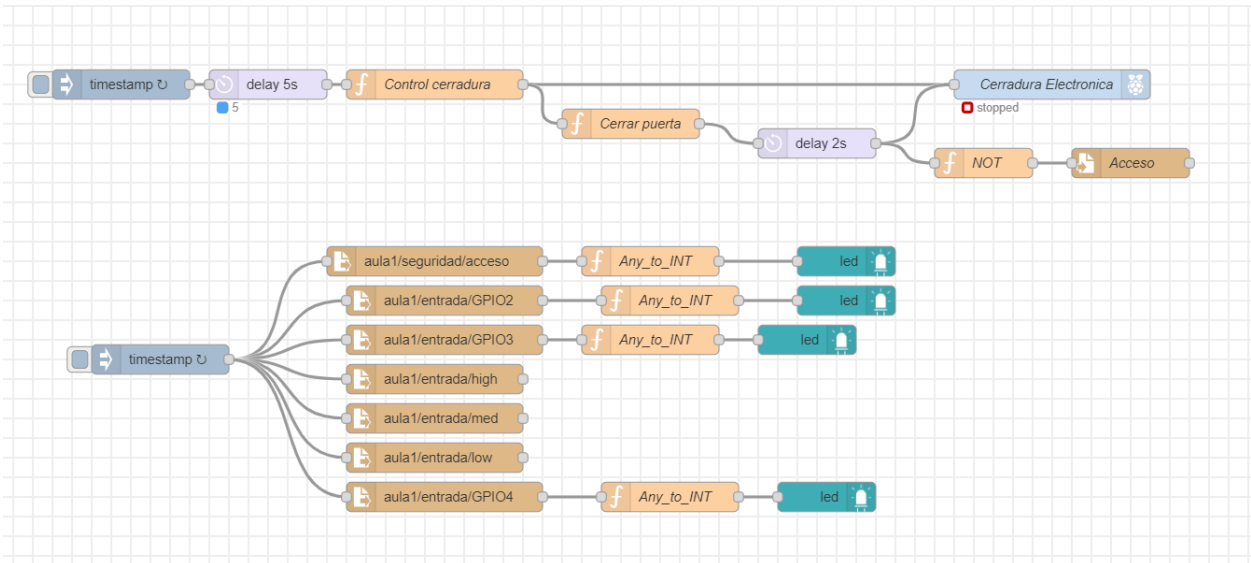 timestamp ↻
delay 5s
5
Control cerradura
Cerradura Electronica
stopped
Cerrar puerta
delay 2s
NOT
Acceso
aula1/seguridad/acceso
Any_to_INT
led
aula1/entrada/GPIO2
Any_to_INT
led
aula1/entrada/GPIO3
Any_to_INT
led
timestamp ↻
aula1/entrada/high
aula1/entrada/med
aula1/entrada/low
aula1/entrada/GPIO4
Any_to_INT
led